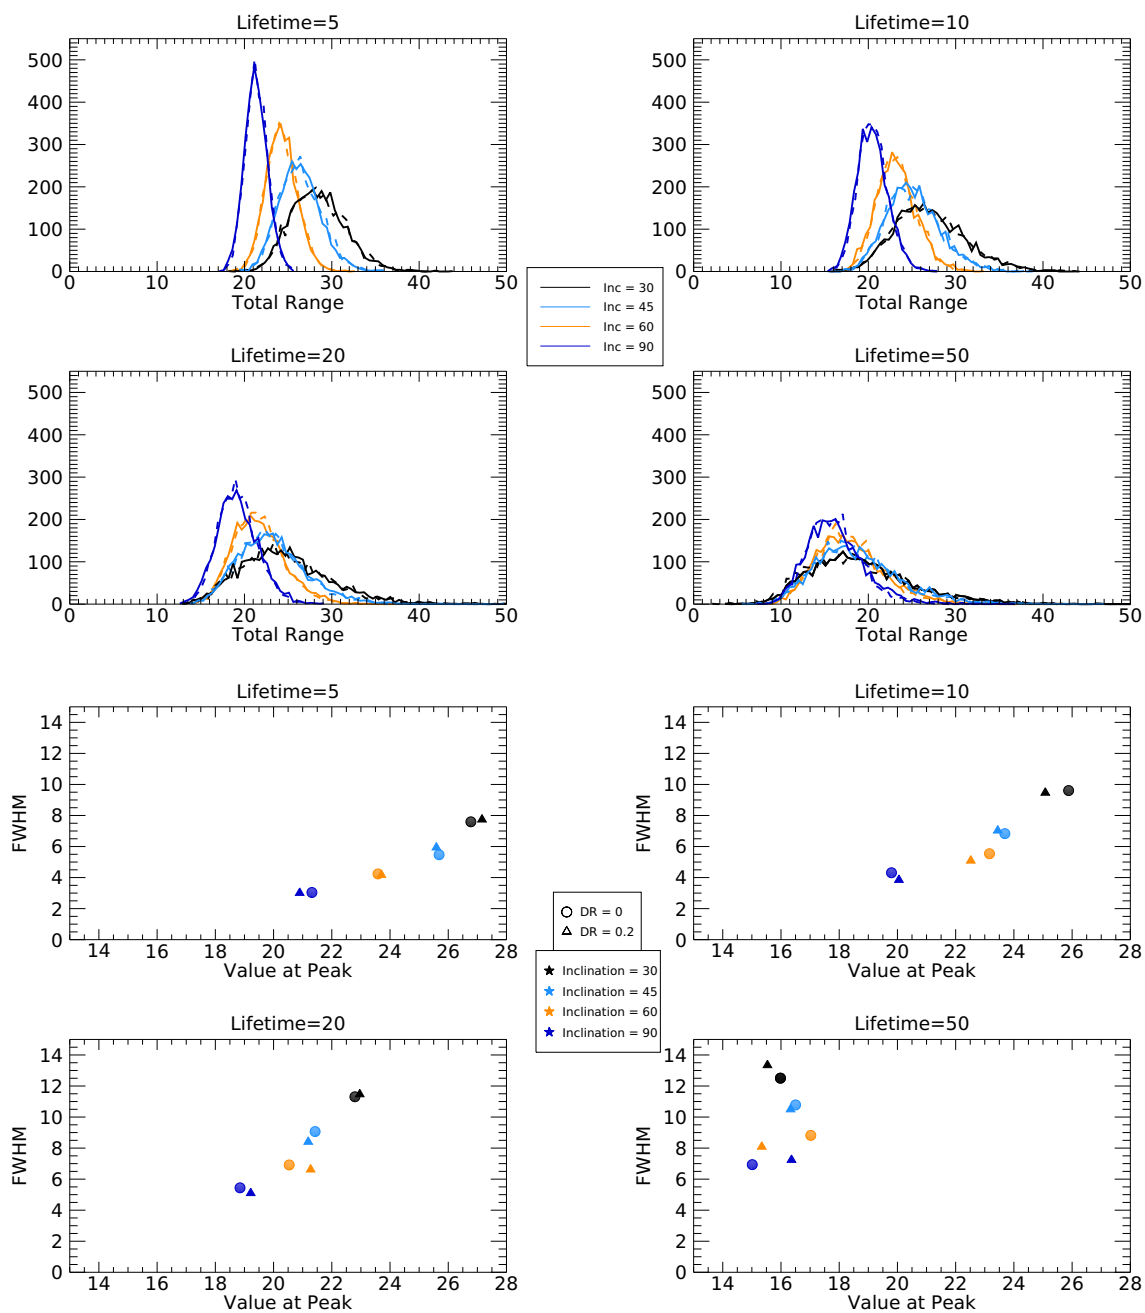 Lifetime=5
500
400
300
200
100
0
0 10 20 30 40 50
Total Range
Lifetime=10
500
400
300
200
100
0
0 10 20 30 40 50
Total Range
Inc = 30
Inc = 45
Inc = 60
Inc = 90
Lifetime=20
500
400
300
200
100
0
0 10 20 30 40 50
Total Range
Lifetime=50
500
400
300
200
100
0
0 10 20 30 40 50
Total Range
Lifetime=5
FWHM
14
12
10
8
6
4
2
0
14 16 18 20 22 24 26 28
Value at Peak
Lifetime=10
FWHM
14
12
10
8
6
4
2
0
14 16 18 20 22 24 26 28
Value at Peak
DR = 0
DR = 0.2
Inclination = 30
Inclination = 45
Inclination = 60
Inclination = 90
Lifetime=20
FWHM
14
12
10
8
6
4
2
0
14 16 18 20 22 24 26 28
Value at Peak
Lifetime=50
FWHM
14
12
10
8
6
4
2
0
14 16 18 20 22 24 26 28
Value at Peak